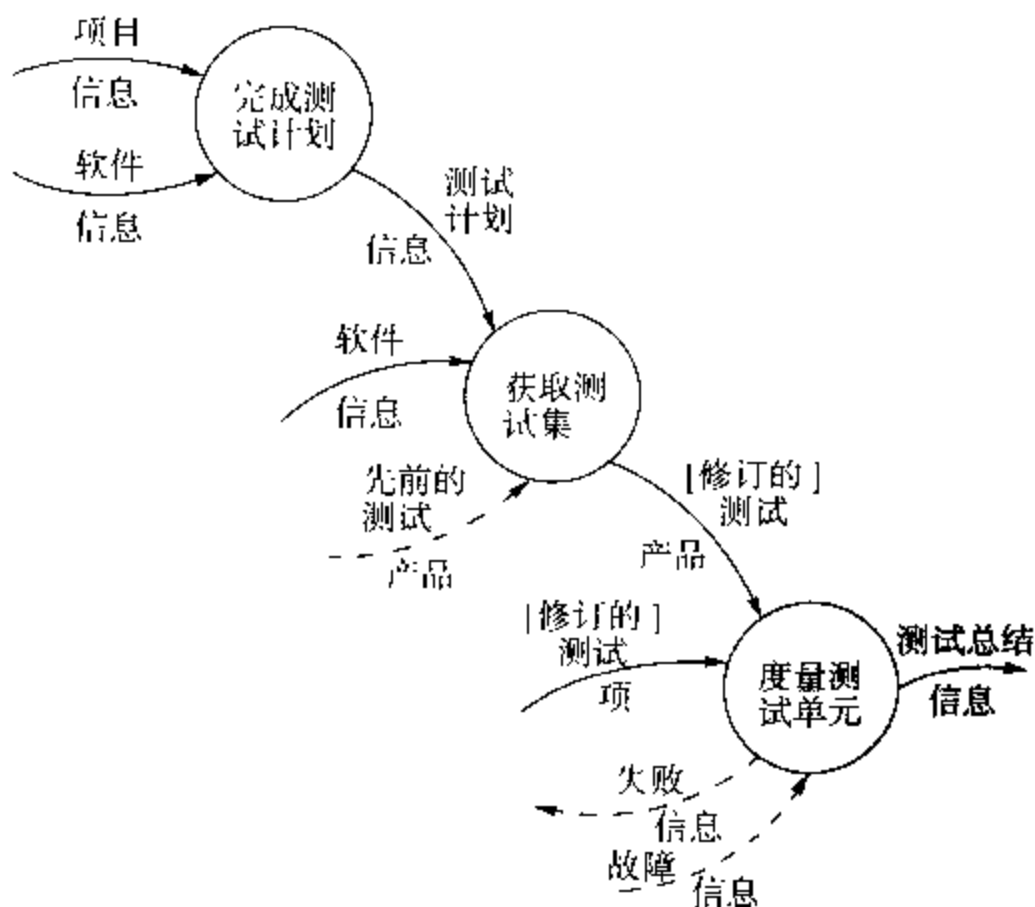 项目
信息
完成测
试计划
软件
信息
测试
计划
信息
软件
信息
获取测
试集
先前的
测试
产品
[修订的]
测试
产品
[修订的]
测试
项
度量测
试单元
测试总结
信息
失败
信息
故障
信息